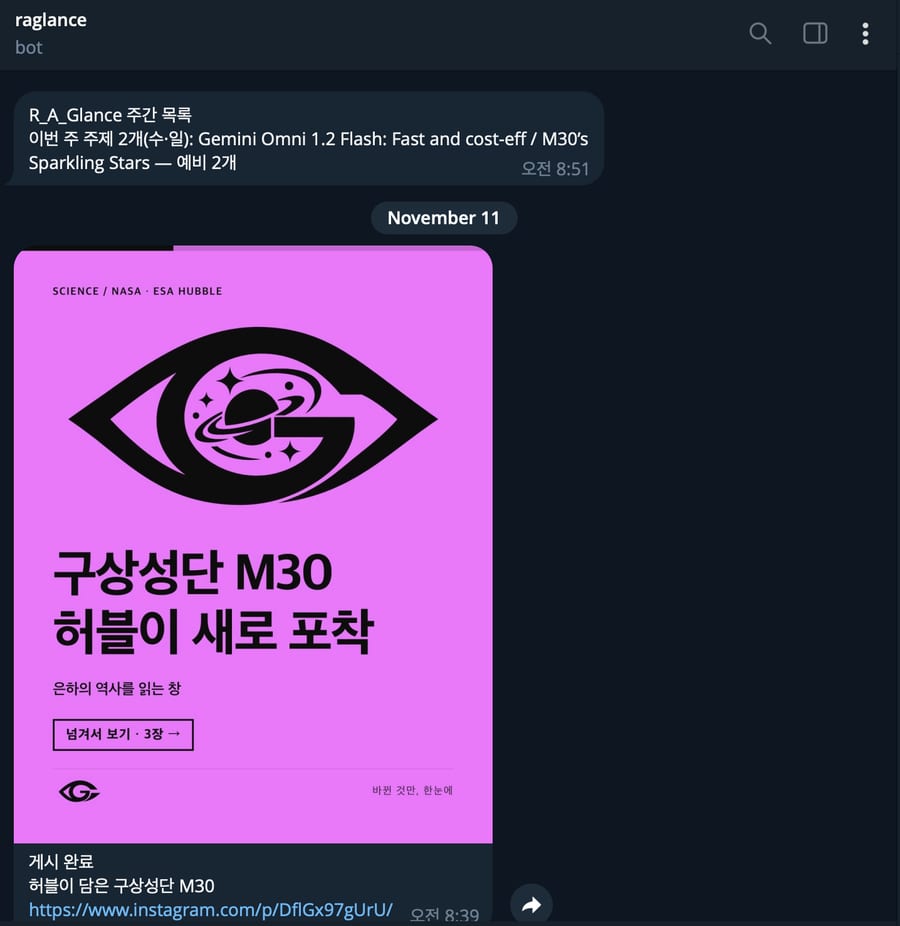 raglance
bot
R_A_Glance 주간 목록
이번 주 주제 2개(수·일): Gemini Omni 1.2 Flash: Fast and cost-eff / M30’s
Sparkling Stars — 예비 2개
오전 8:51
November 11
SCIENCE / NASA · ESA HUBBLE
구상성단 M30
허블이 새로 포착
은하의 역사를 읽는 창
넘겨서 보기 · 3장 →
바뀐 것만, 한눈에
게시 완료
허블이 담은 구상성단 M30
https://www.instagram.com/p/DflGx97gUrU/
오전 8:39